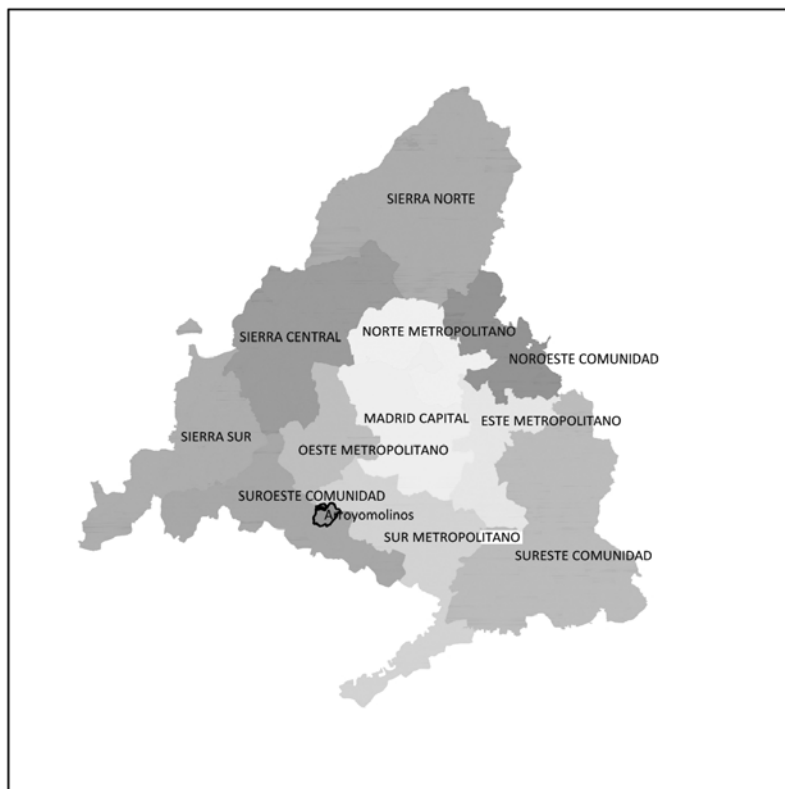 SIERRA NORTE
NORTE METROPOLITANO
SIERRA CENTRAL
NOROESTE COMUNIDAD
MADRID CAPITAL
ESTE METROPOLITANO
SIERRA SUR
OESTE METROPOLITANO
SUROESTE COMUNIDAD
Arroyomolinos
SUR METROPOLITANO
SURESTE COMUNIDAD